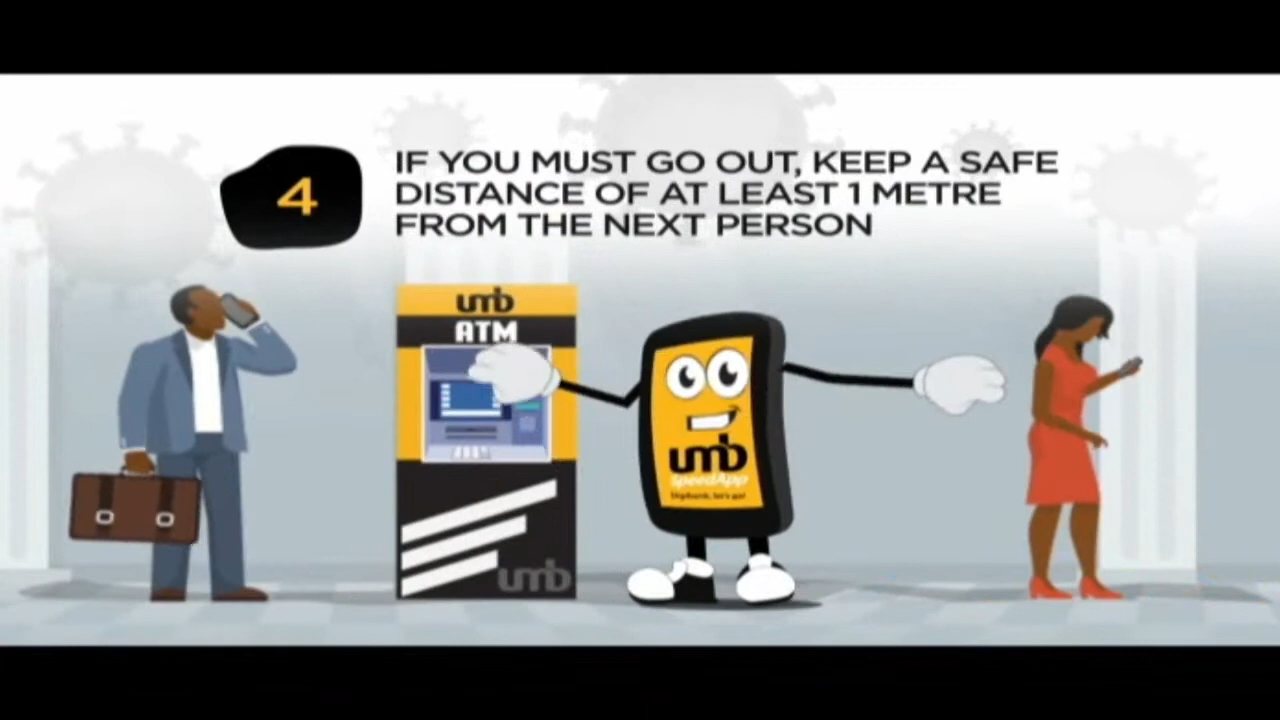 4
IF YOU MUST GO OUT, KEEP A SAFE
DISTANCE OF AT LEAST 1 METRE
FROM THE NEXT PERSON
umb
ATM
umb
SpeedApp
umb